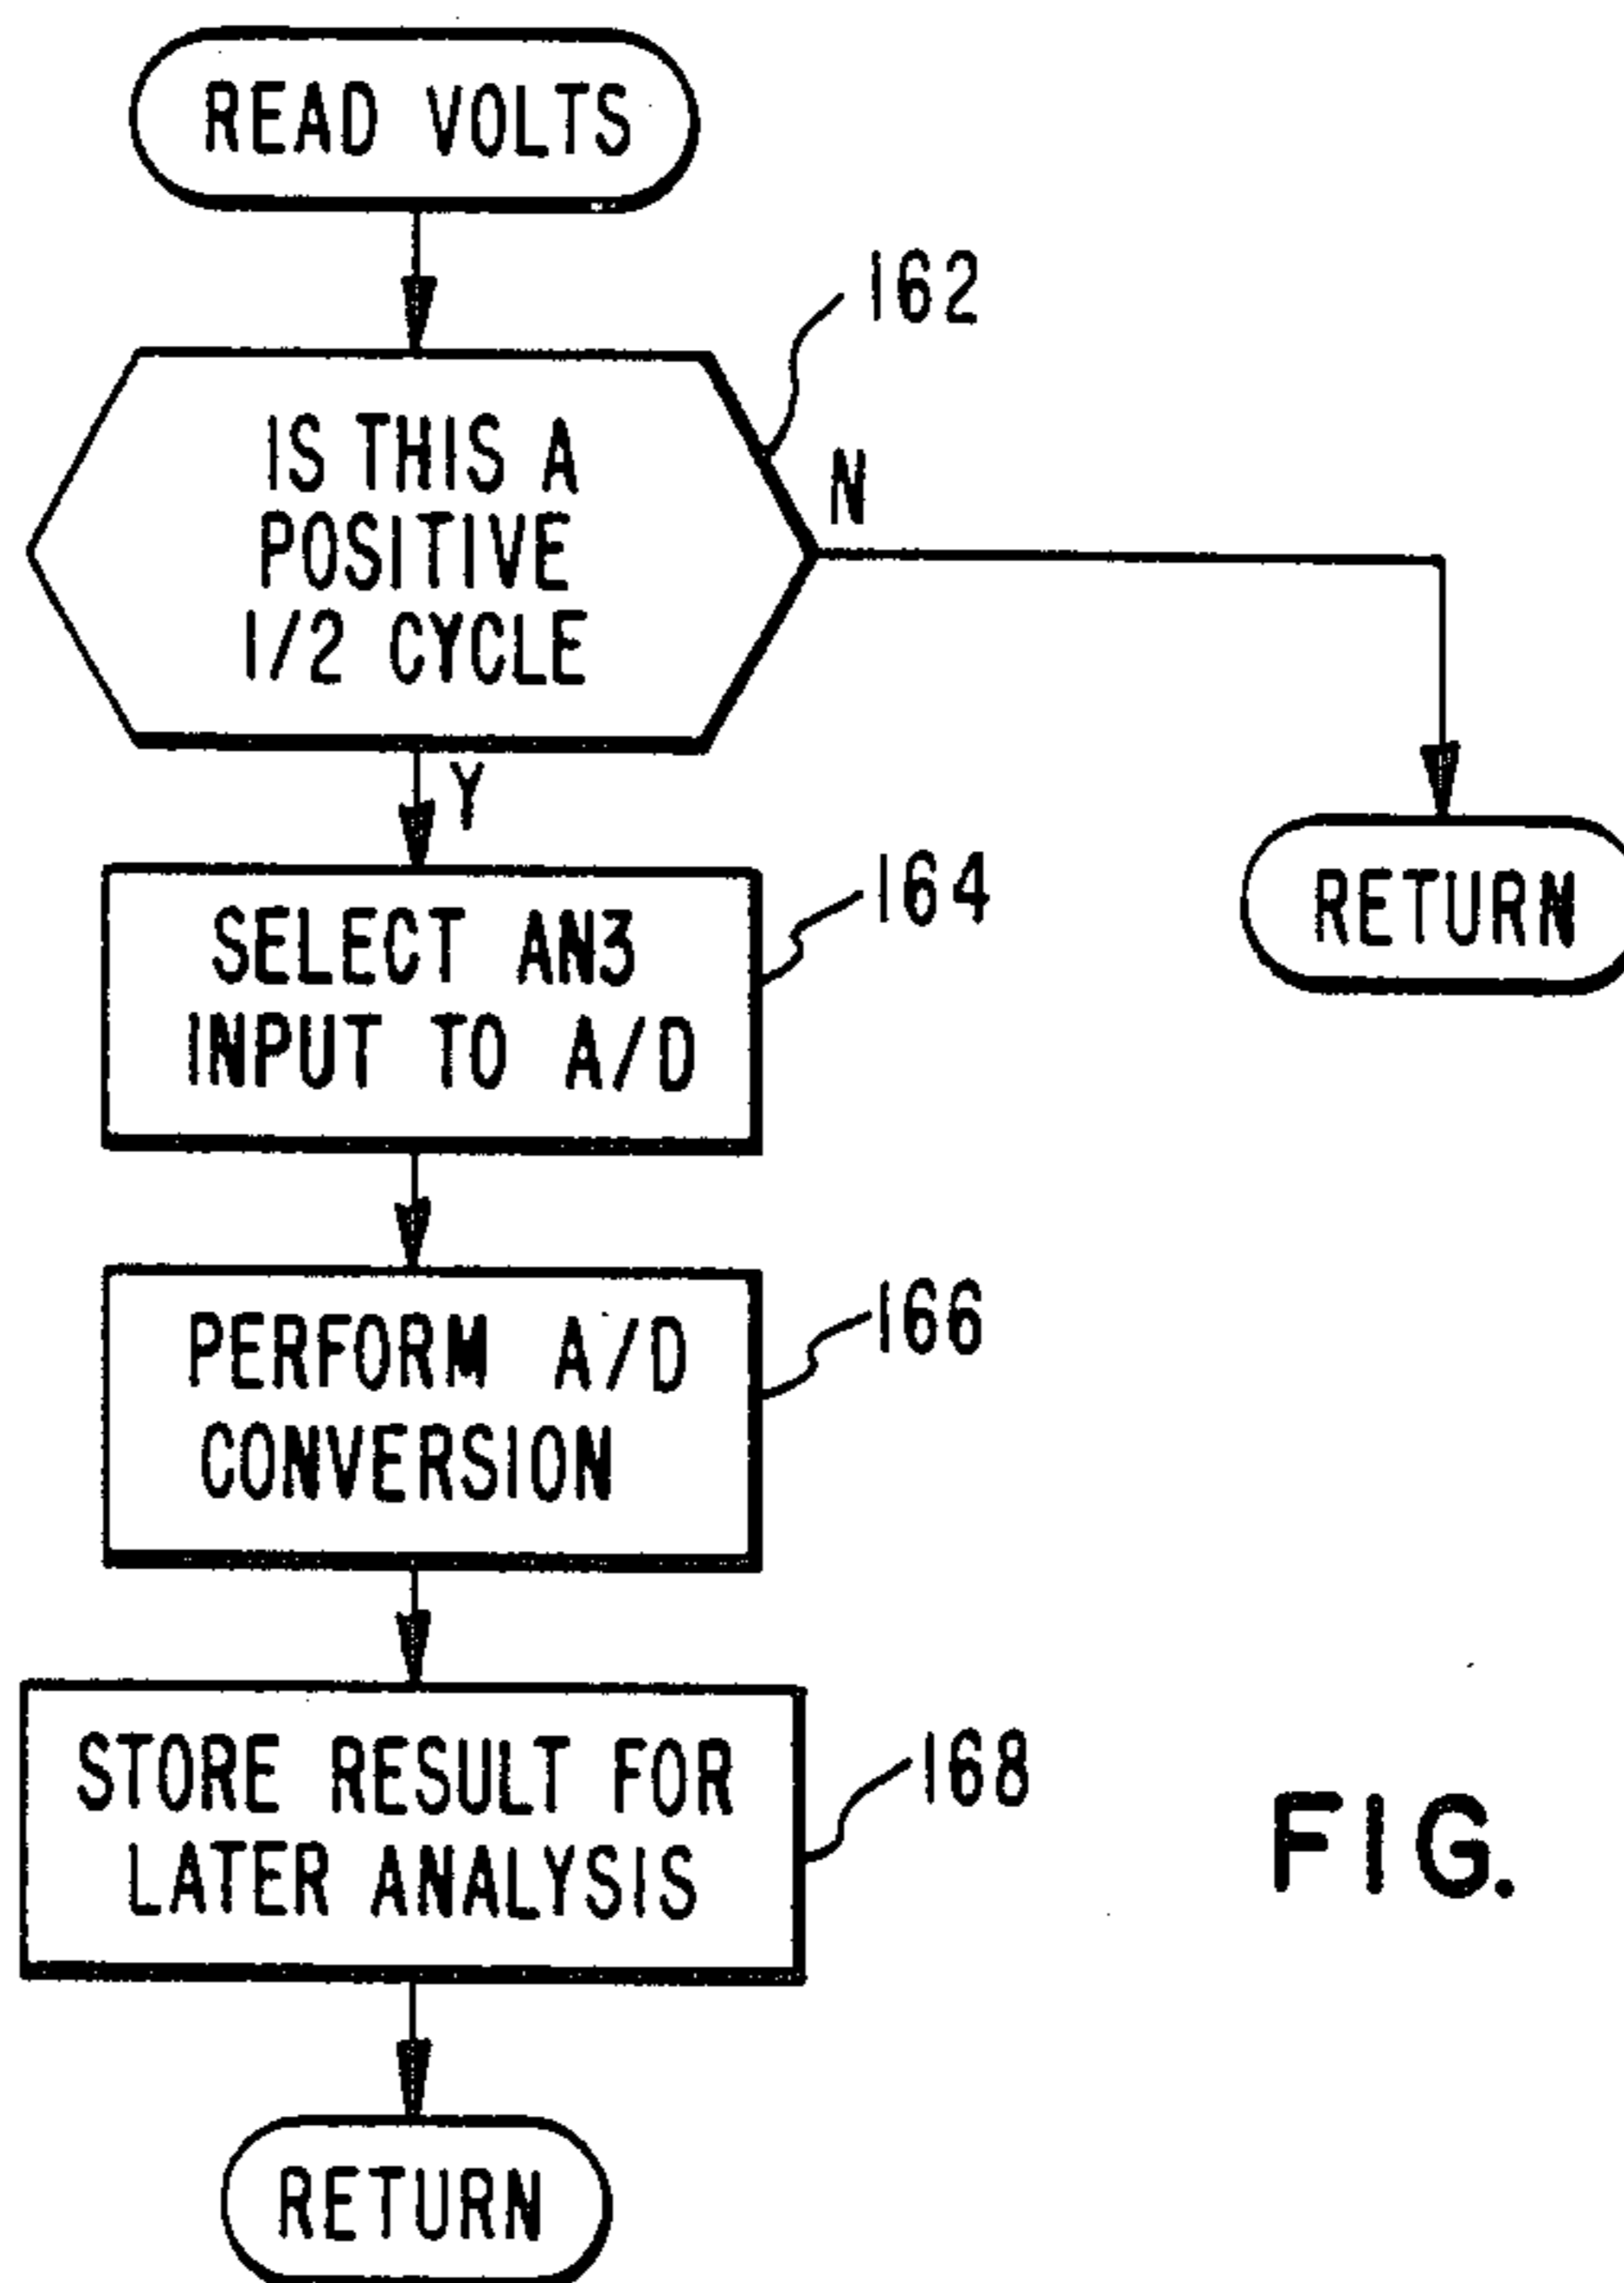 READ VOLTS
162
IS THIS A
POSITIVE
1/2 CYCLE
N
Y
RETURN
164
SELECT AN3
INPUT TO A/D
166
PERFORM A/D
CONVERSION
168
STORE RESULT FOR
LATER ANALYSIS
RETURN
FIG.